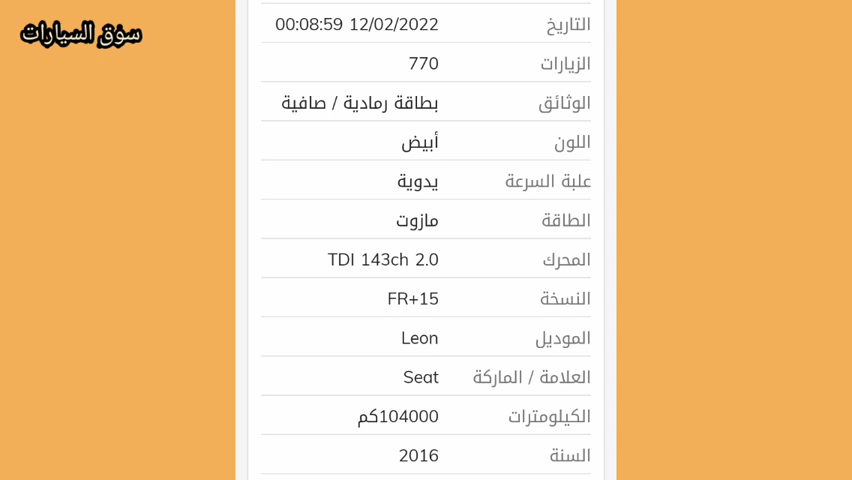 سوق السيارات
التاريخ 12/02/2022 00:08:59
الزيارات 770
الوثائق بطاقة رمادية / صافية
اللون أبيض
علبة السرعة يدوية
الطاقة مازوت
المحرك 2.0 TDI 143ch
النسخة FR+15
الموديل Leon
العلامة / الماركة Seat
الكيلومترات 104000كم
السنة 2016